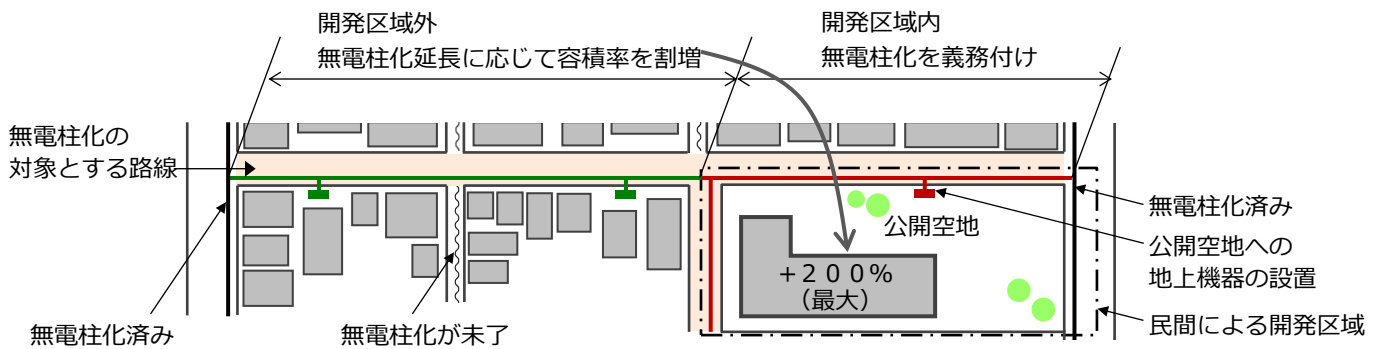 開発区域外
無電柱化延長に応じて容積率を割増
開発区域内
無電柱化を義務付け
無電柱化の
対象とする路線
公開空地
+200%
(最大)
無電柱化済み
公開空地への
地上機器の設置
民間による開発区域
無電柱化済み
無電柱化が未了